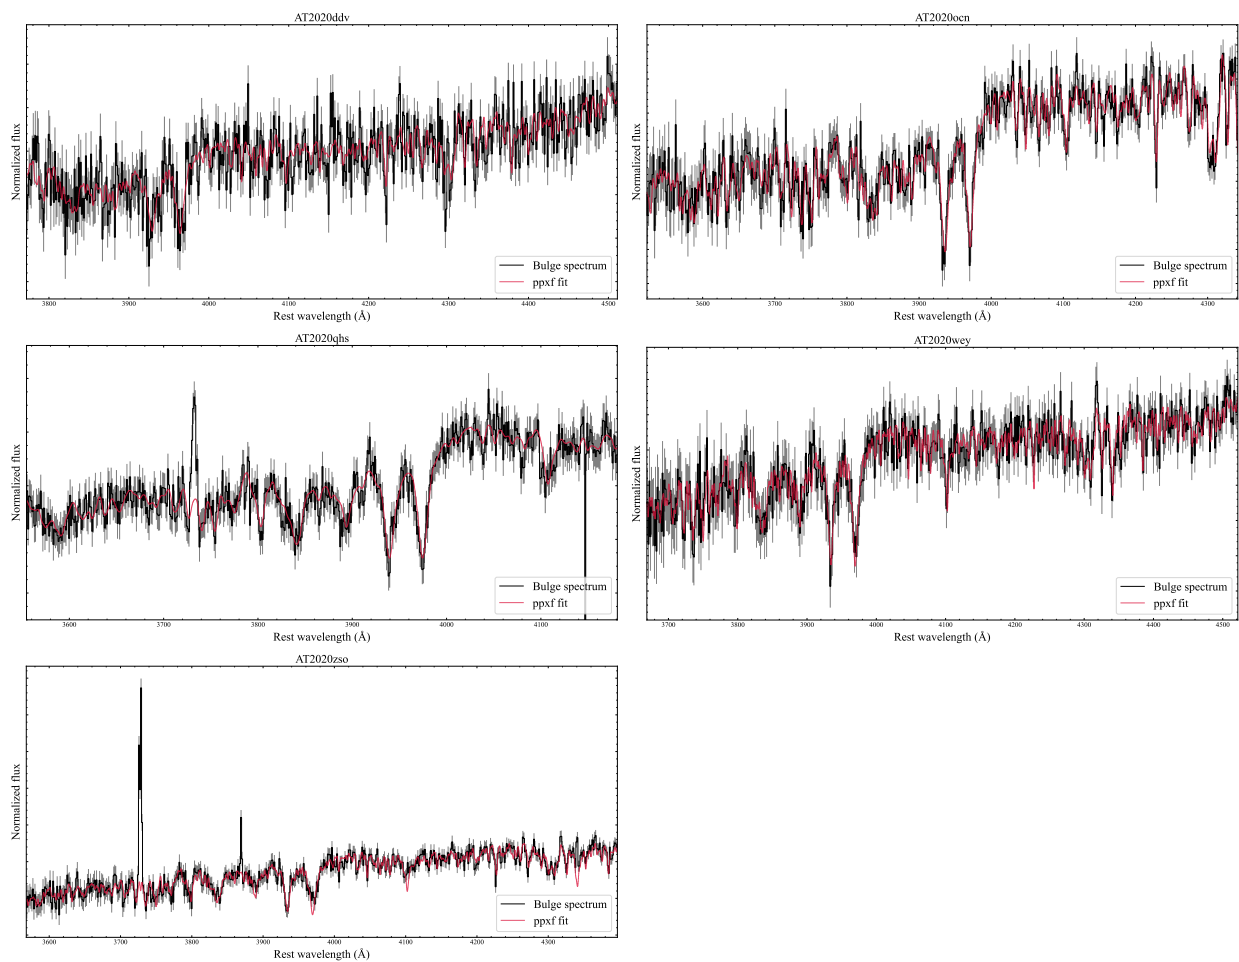 AT2020ddv
Normalized flux
Bulge spectrum
ppxf fit
3800 3900 4000 4100 4200 4300 4400 4500
Rest wavelength (Å)
AT2020ocn
Normalized flux
Bulge spectrum
ppxf fit
3600 3700 3800 3900 4000 4100 4200 4300
Rest wavelength (Å)
AT2020qhs
Normalized flux
Bulge spectrum
ppxf fit
3600 3700 3800 3900 4000 4100
Rest wavelength (Å)
AT2020wey
Normalized flux
Bulge spectrum
ppxf fit
3700 3800 3900 4000 4100 4200 4300 4400 4500
Rest wavelength (Å)
AT2020zso
Normalized flux
Bulge spectrum
ppxf fit
3600 3700 3800 3900 4000 4100 4200 4300
Rest wavelength (Å)